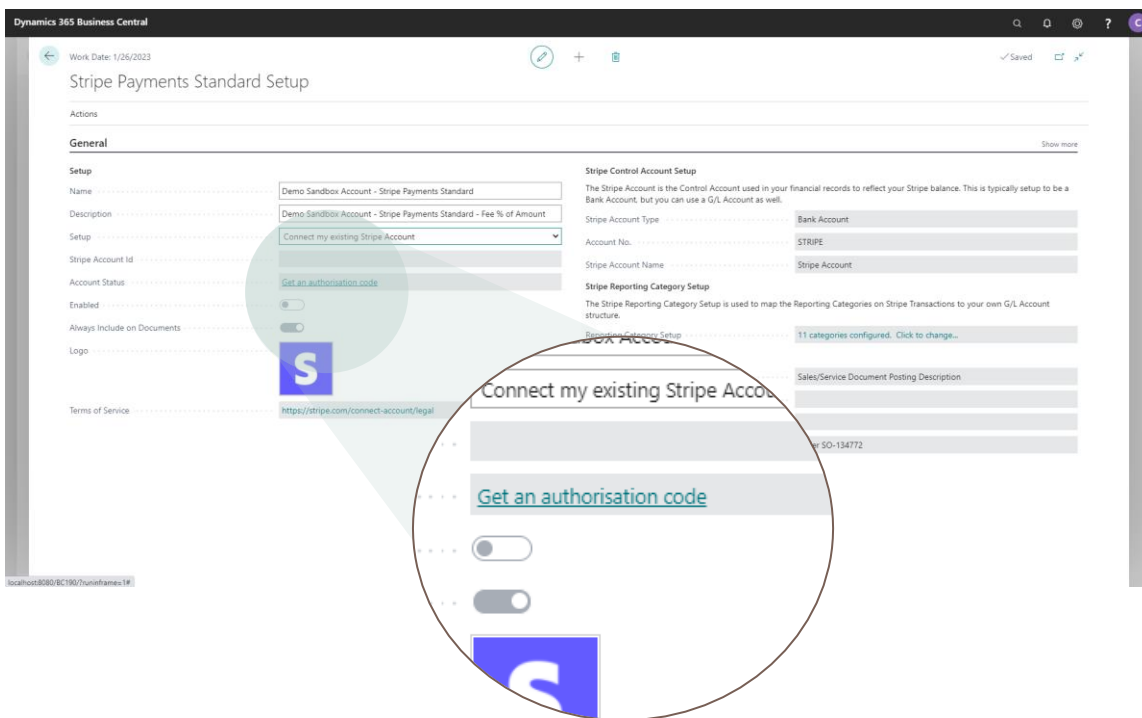 Dynamics 365 Business Central
?
C
Work Date: 1/26/2023
Saved
Stripe Payments Standard Setup
Actions
General
Show more
Setup
Name
Demo Sandbox Account - Stripe Payments Standard
Description
Demo Sandbox Account - Stripe Payments Standard - Fee % of Amount
Setup
Connect my existing Stripe Account
Stripe Account Id
Account Status
Get an authorisation code
Enabled
Always Include on Documents
Logo
S
Terms of Service
https://stripe.com/connect-account/legal
Stripe Control Account Setup
The Stripe Account is the Control Account used in your financial records to reflect your Stripe balance. This is typically setup to be a
Bank Account, but you can use a G/L Account as well.
Stripe Account Type
Bank Account
Account No.
STRIPE
Stripe Account Name
Stripe Account
Stripe Reporting Category Setup
The Stripe Reporting Category Setup is used to map the Reporting Categories on Stripe Transactions to your own G/L Account
structure.
Reporting Category Setup
11 categories configured. Click to change...
Sales/Service Document Posting Description
SO-134772
Connect my existing Stripe
Get an authorisation code
S
localhost:8080/BC190/?runinframe=1#